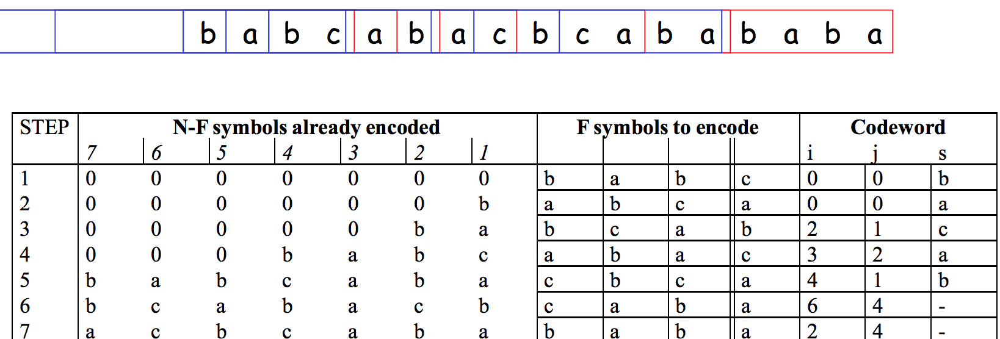 b a b c a b a c b c a b a b a b a
STEP N-F symbols already encoded F symbols to encode Codeword
7 6 5 4 3 2 1 i j s
1 0 0 0 0 0 0 0 b a b c 0 0 b
2 0 0 0 0 0 0 b a b c a 0 0 a
3 0 0 0 0 0 b a b c a b 2 1 c
4 0 0 0 b a b c a b a c 3 2 a
5 b a b c a b a c b c a 4 1 b
6 b c a b a c b c a b a 6 4 -
7 a c b c a b a b a b a 2 4 -